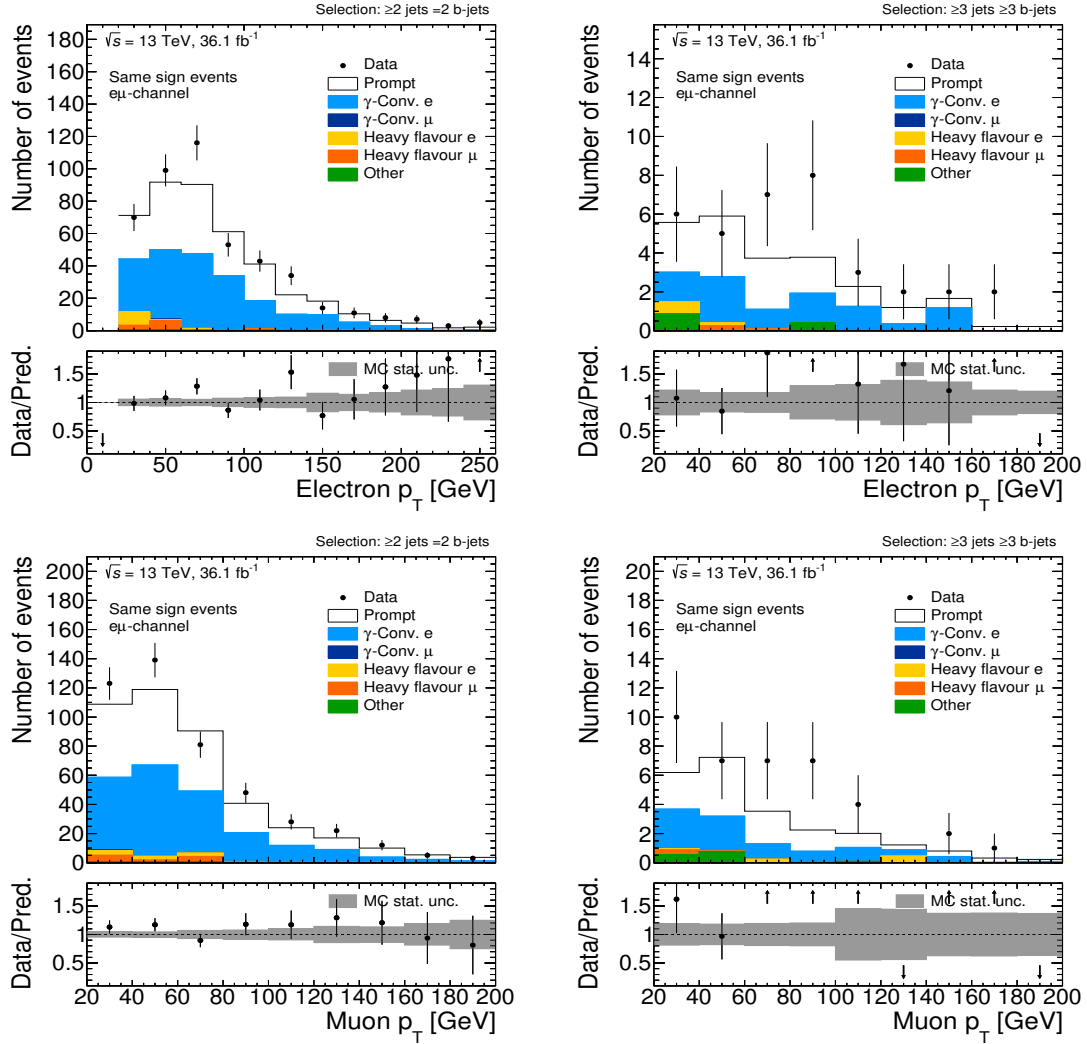 Selection: ≥2 jets =2 b-jets
Number of events
180
160
140
120
100
80
60
40
20
0
√s = 13 TeV, 36.1 fb⁻¹
Same sign events
eμ-channel
Data
Prompt
γ-Conv. e
γ-Conv. μ
Heavy flavour e
Heavy flavour μ
Other
Data/Pred.
1.5
1
0.5
MC stat. unc.
0 50 100 150 200 250
Electron p_T [GeV]
Selection: ≥3 jets ≥3 b-jets
Number of events
14
12
10
8
6
4
2
0
√s = 13 TeV, 36.1 fb⁻¹
Same sign events
eμ-channel
Data
Prompt
γ-Conv. e
γ-Conv. μ
Heavy flavour e
Heavy flavour μ
Other
Data/Pred.
1.5
1
0.5
MC stat. unc.
20 40 60 80 100 120 140 160 180 200
Electron p_T [GeV]
Selection: ≥2 jets =2 b-jets
Number of events
200
180
160
140
120
100
80
60
40
20
0
√s = 13 TeV, 36.1 fb⁻¹
Same sign events
eμ-channel
Data
Prompt
γ-Conv. e
γ-Conv. μ
Heavy flavour e
Heavy flavour μ
Other
Data/Pred.
1.5
1
0.5
MC stat. unc.
20 40 60 80 100 120 140 160 180 200
Muon p_T [GeV]
Selection: ≥3 jets ≥3 b-jets
Number of events
20
18
16
14
12
10
8
6
4
2
0
√s = 13 TeV, 36.1 fb⁻¹
Same sign events
eμ-channel
Data
Prompt
γ-Conv. e
γ-Conv. μ
Heavy flavour e
Heavy flavour μ
Other
Data/Pred.
1.5
1
0.5
MC stat. unc.
20 40 60 80 100 120 140 160 180 200
Muon p_T [GeV]